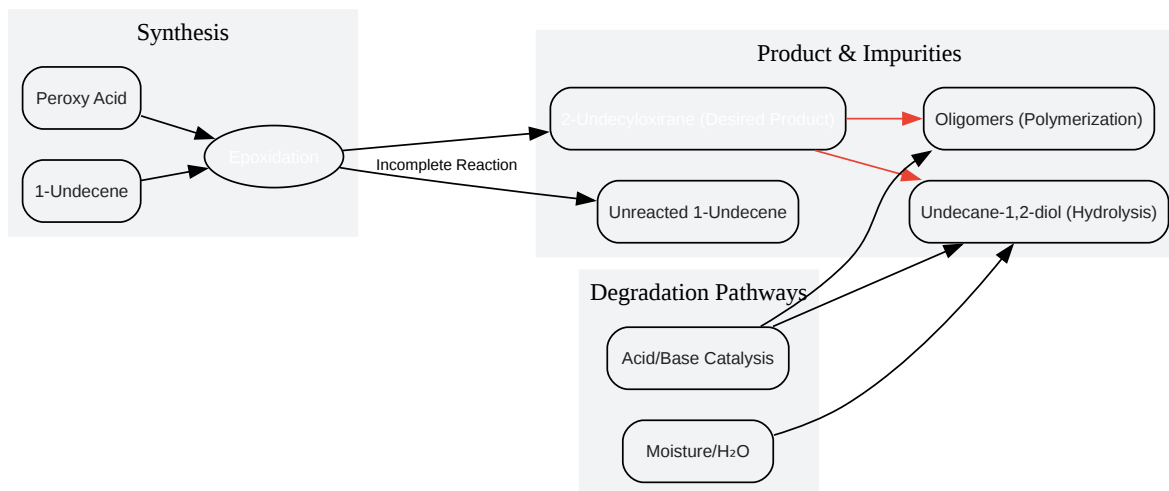 Synthesis
Peroxy Acid
1-Undecene
Epoxidation
Incomplete Reaction
Product & Impurities
2-Undecyloxirane (Desired Product)
Oligomers (Polymerization)
Unreacted 1-Undecene
Undecane-1,2-diol (Hydrolysis)
Degradation Pathways
Acid/Base Catalysis
Moisture/H₂O